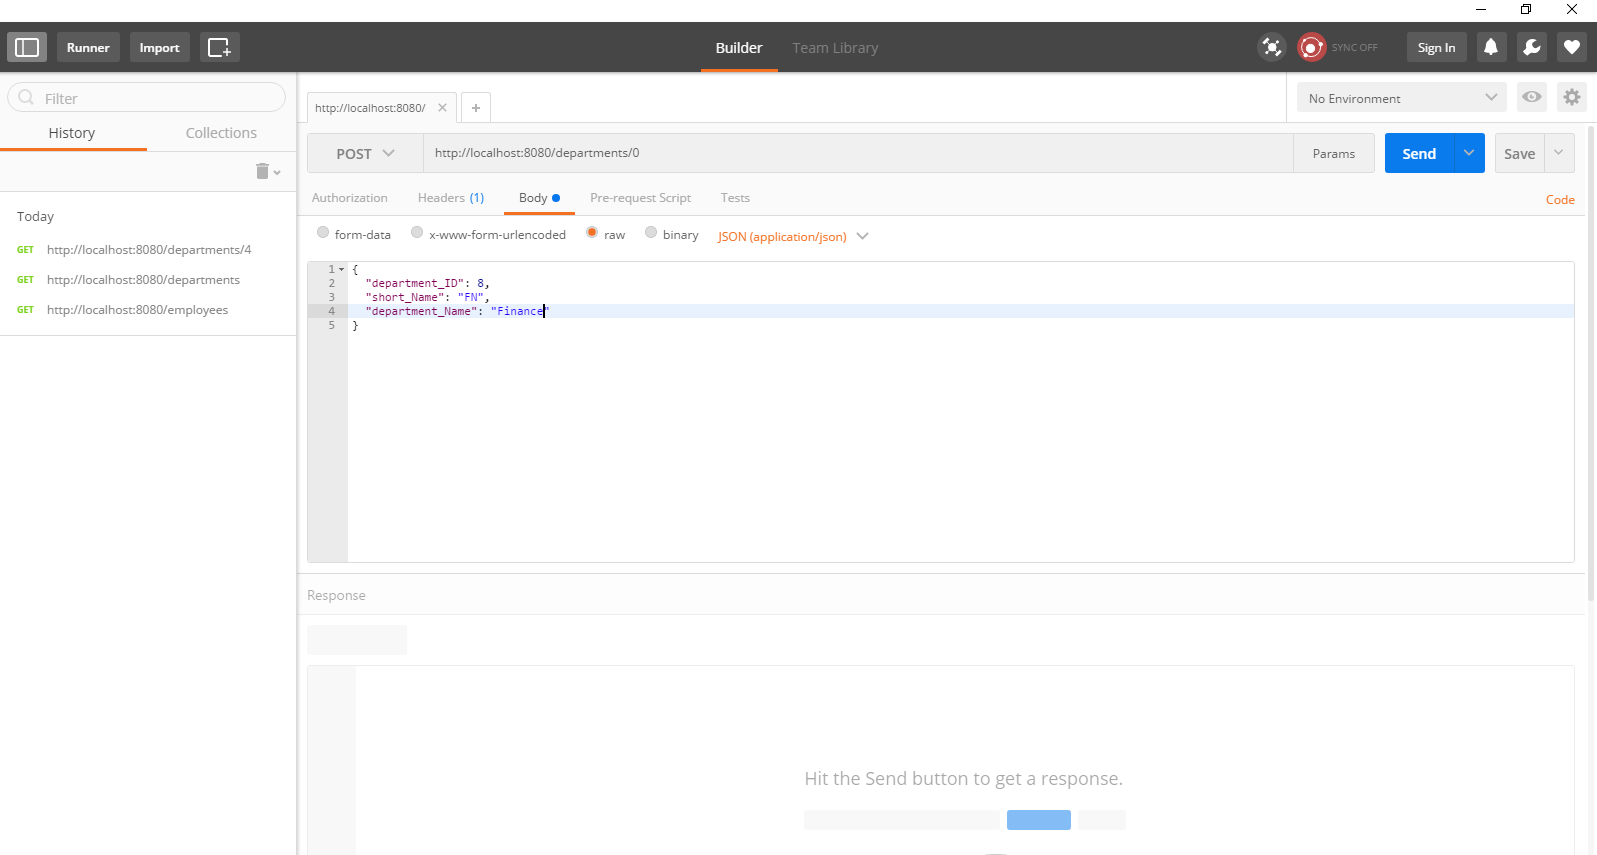 Runner
Import
Builder
Team Library
SYNC OFF
Sign In
Filter
History
Collections
Today
GET http://localhost:8080/departments/4
GET http://localhost:8080/departments
GET http://localhost:8080/employees
http://localhost:8080/
No Environment
POST
http://localhost:8080/departments/0
Params
Send
Save
Authorization
Headers (1)
Body
Pre-request Script
Tests
Code
form-data
x-www-form-urlencoded
raw
binary
JSON (application/json)
1 {
2 "department_ID": 8,
3 "short_Name": "FN",
4 "department_Name": "Finance"
5 }
Response
Hit the Send button to get a response.